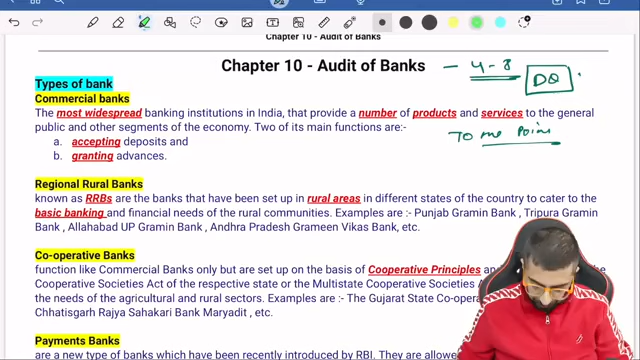 Chapter 10 - Audit of Banks
Chapter 10 - Audit of Banks
- 4-8
DQ
To the Point
Types of bank
Commercial banks
The most widespread banking institutions in India, that provide a number of products and services to the general
public and other segments of the economy. Two of its main functions are:-
a. accepting deposits and
b. granting advances.
Regional Rural Banks
known as RRBs are the banks that have been set up in rural areas in different states of the country to cater to the
basic banking and financial needs of the rural communities. Examples are :- Punjab Gramin Bank , Tripura Gramin
Bank , Allahabad UP Gramin Bank , Andhra Pradesh Grameen Vikas Bank, etc.
Co-operative Banks
function like Commercial Banks only but are set up on the basis of Cooperative Principles
Cooperative Societies Act of the respective state or the Multistate Cooperative Societies
the needs of the agricultural and rural sectors. Examples are :- The Gujarat State
Chhatisgarh Rajya Sahakari Bank Maryadit , etc.
Payments Banks
are a new type of banks which have been recently introduced by RBI. They are